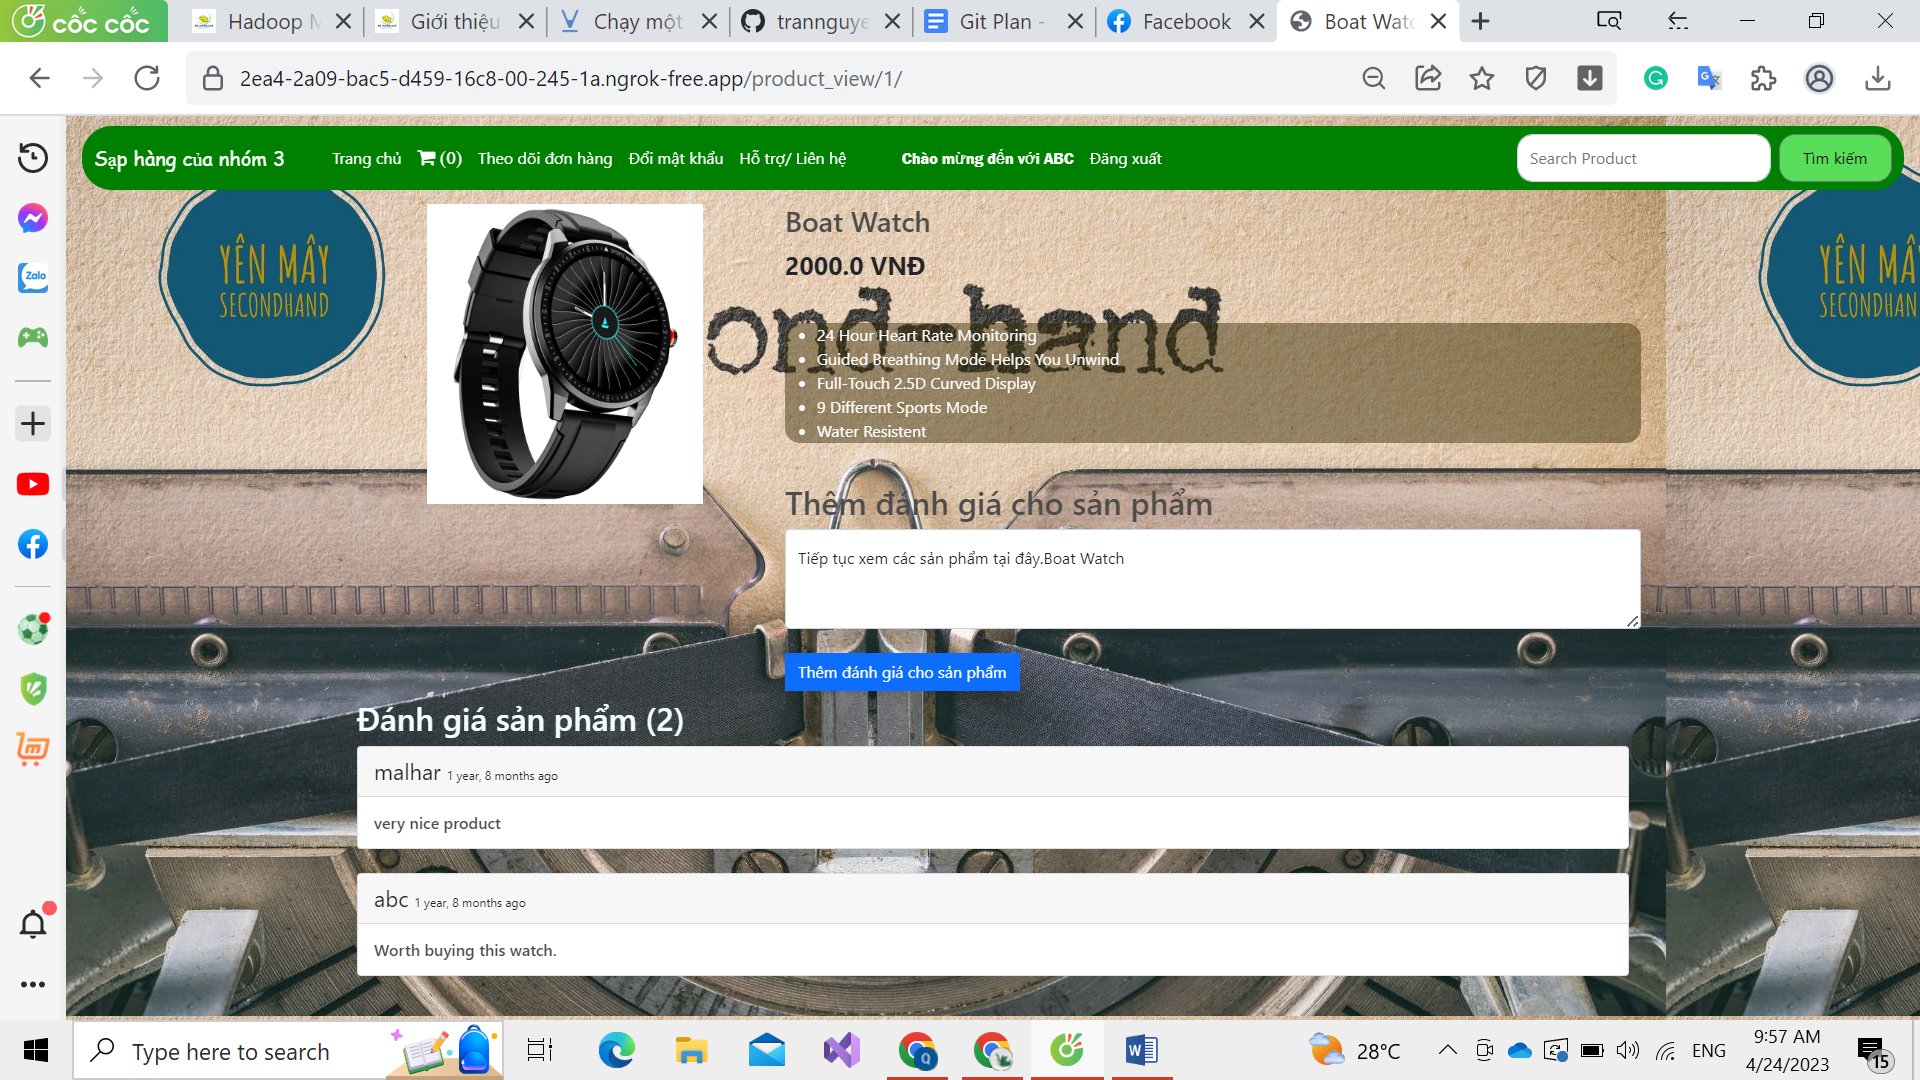 cốc cốc
Hadoop M
Giới thiệu
Chạy một
trannguye
Git Plan -
Facebook
Boat Watc
2ea4-2a09-bac5-d459-16c8-00-245-1a.ngrok-free.app/product_view/1/
Sạp hàng của nhóm 3
Trang chủ
(0)
Theo dõi đơn hàng
Đổi mật khẩu
Hỗ trợ/ Liên hệ
Chào mừng đến với ABC
Đăng xuất
Search Product
Tìm kiếm
YÊN MÂY
SECONDHAND
YÊN MÂ
SECONDHAN
ond-hand
Boat Watch
2000.0 VNĐ
24 Hour Heart Rate Monitoring
Guided Breathing Mode Helps You Unwind
Full-Touch 2.5D Curved Display
9 Different Sports Mode
Water Resistent
Thêm đánh giá cho sản phẩm
Tiếp tục xem các sản phẩm tại đây.Boat Watch
Thêm đánh giá cho sản phẩm
Đánh giá sản phẩm (2)
malhar 1 year, 8 months ago
very nice product
abc 1 year, 8 months ago
Worth buying this watch.
Zalo
Type here to search
28°C
ENG
9:57 AM
4/24/2023
15